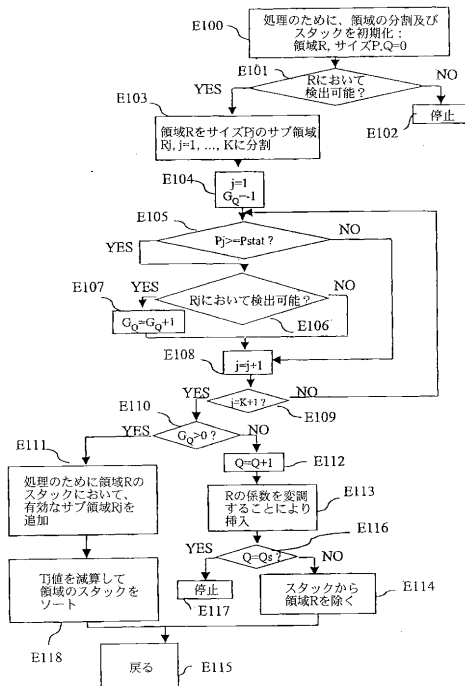 E100
処理のために、領域の分割及び
スタックを初期化：
領域R, サイズP,Q=0
E101
Rにおいて
検出可能？
YES
NO
E103
E102
停止
領域RをサイズPjのサブ領域
Rj, j=1, ..., Kに分割
E104
j=1
G_Q=-1
E105
Pj>=Pstat ?
YES
NO
E107
YES
Rjにおいて検出可能？
NO
E106
G_Q=G_Q+1
E108
j=j+1
E110
YES
j=K+1 ?
NO
E109
E111
YES
G_Q>0 ?
NO
Q=Q+1
E112
処理のために領域Rの
スタックにおいて、
有効なサブ領域Rjを
追加
Rの係数を変調
することにより
挿入
E113
E116
YES
Q=Qs ?
NO
停止
E117
スタックから
領域Rを除く
E114
Tj値を減算して
領域のスタックを
ソート
E118
戻る
E115